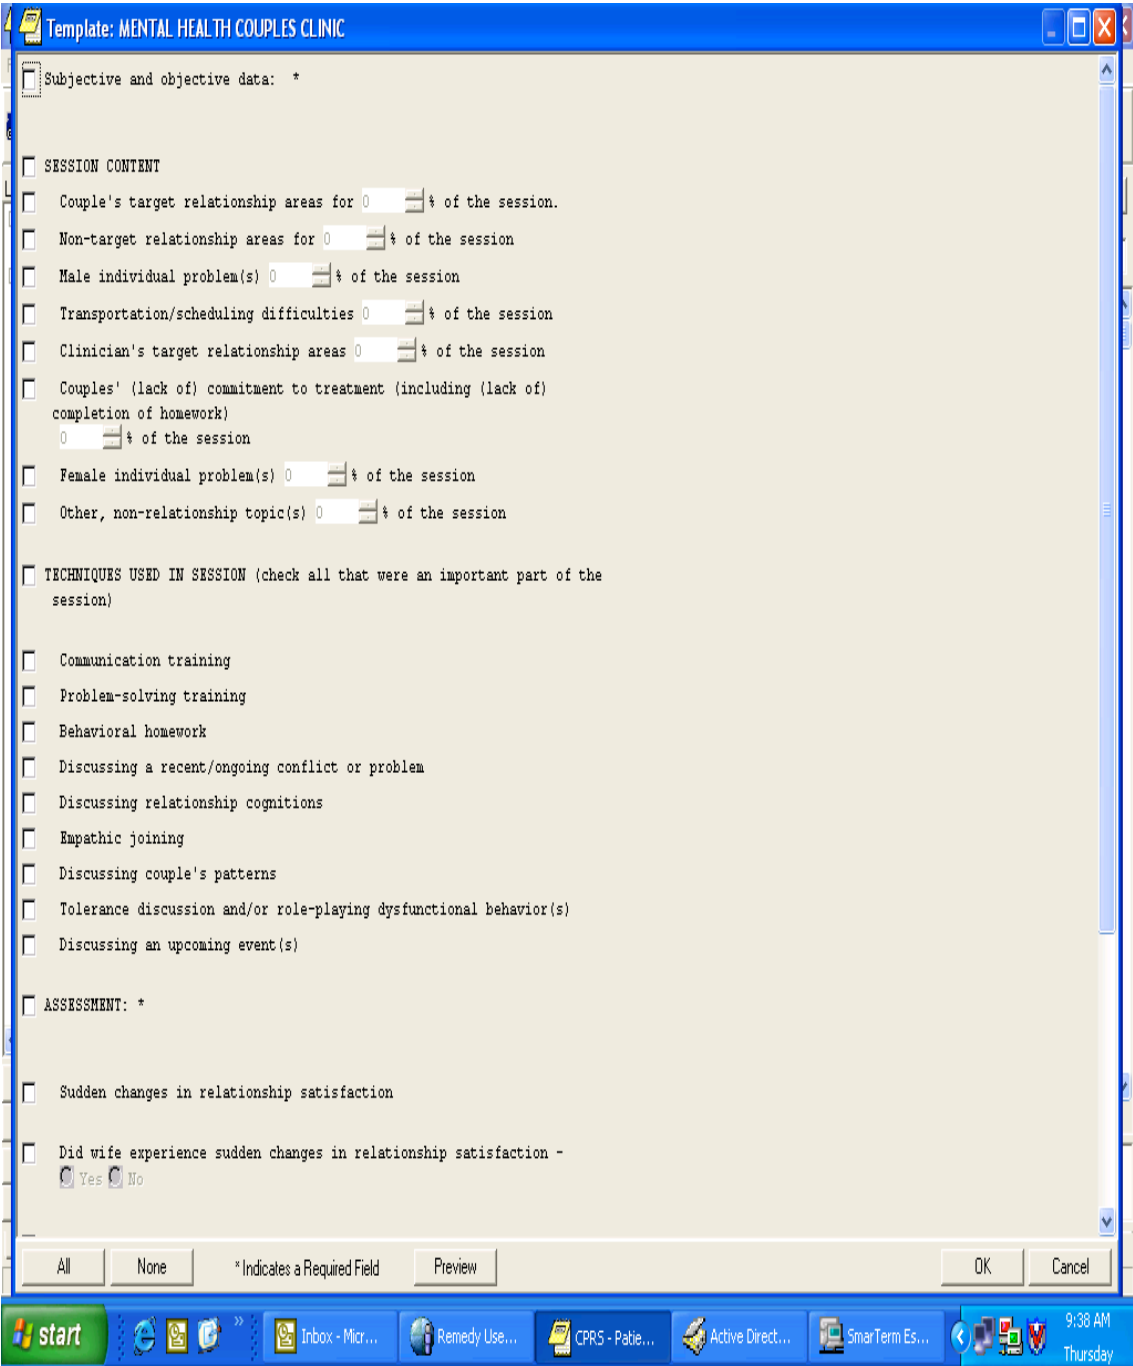 Template: MENTAL HEALTH COUPLES CLINIC
Subjective and objective data: *
SESSION CONTENT
Couple's target relationship areas for 0 % of the session.
Non-target relationship areas for 0 % of the session
Male individual problem(s) 0 % of the session
Transportation/scheduling difficulties 0 % of the session
Clinician's target relationship areas 0 % of the session
Couples' (lack of) commitment to treatment (including (lack of)
completion of homework)
0 % of the session
Female individual problem(s) 0 % of the session
Other, non-relationship topic(s) 0 % of the session
TECHNIQUES USED IN SESSION (check all that were an important part of the
session)
Communication training
Problem-solving training
Behavioral homework
Discussing a recent/ongoing conflict or problem
Discussing relationship cognitions
Empathic joining
Discussing couple's patterns
Tolerance discussion and/or role-playing dysfunctional behavior(s)
Discussing an upcoming event(s)
ASSESSMENT: *
Sudden changes in relationship satisfaction
Did wife experience sudden changes in relationship satisfaction -
Yes No
All None * Indicates a Required Field Preview OK Cancel
start Inbox - Micr... Remedy Use... CPRS - Patie... Active Direct... SmarTerm Es... 9:38 AM
Thursday